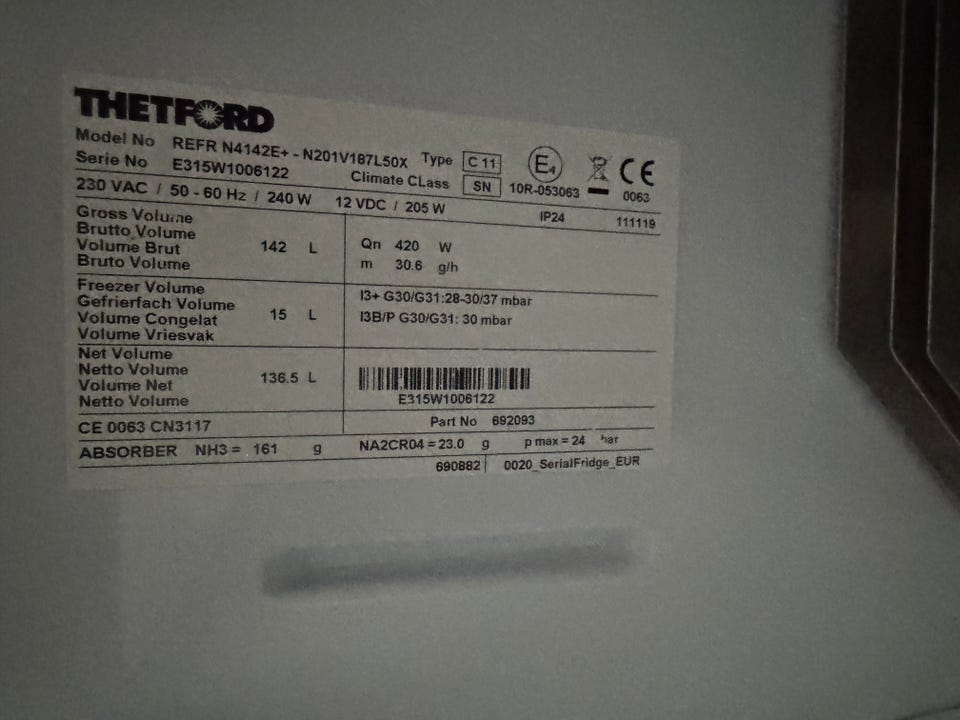 THETFORD
Model No REFR N4142E+ - N201V187L50X Type C 11 E4 CE
Serie No E315W1006122 Climate CLass SN 10R-053063 0063
230 VAC / 50 - 60 Hz / 240 W 12 VDC / 205 W IP24 111119
Gross Volume
Brutto Volume
Volume Brut
Bruto Volume
142 L
Qn 420 W
m 30.6 g/h
Freezer Volume
Gefrierfach Volume
Volume Congelat
Volume Vriesvak
15 L
I3+ G30/G31:28-30/37 mbar
I3B/P G30/G31: 30 mbar
Net Volume
Netto Volume
Volume Net
Netto Volume
136.5 L
E315W1006122
CE 0063 CN3117 Part No 692093
ABSORBER NH3 = 161 g NA2CR04 = 23.0 g p max = 24 bar
690882 0020_SerialFridge_EUR